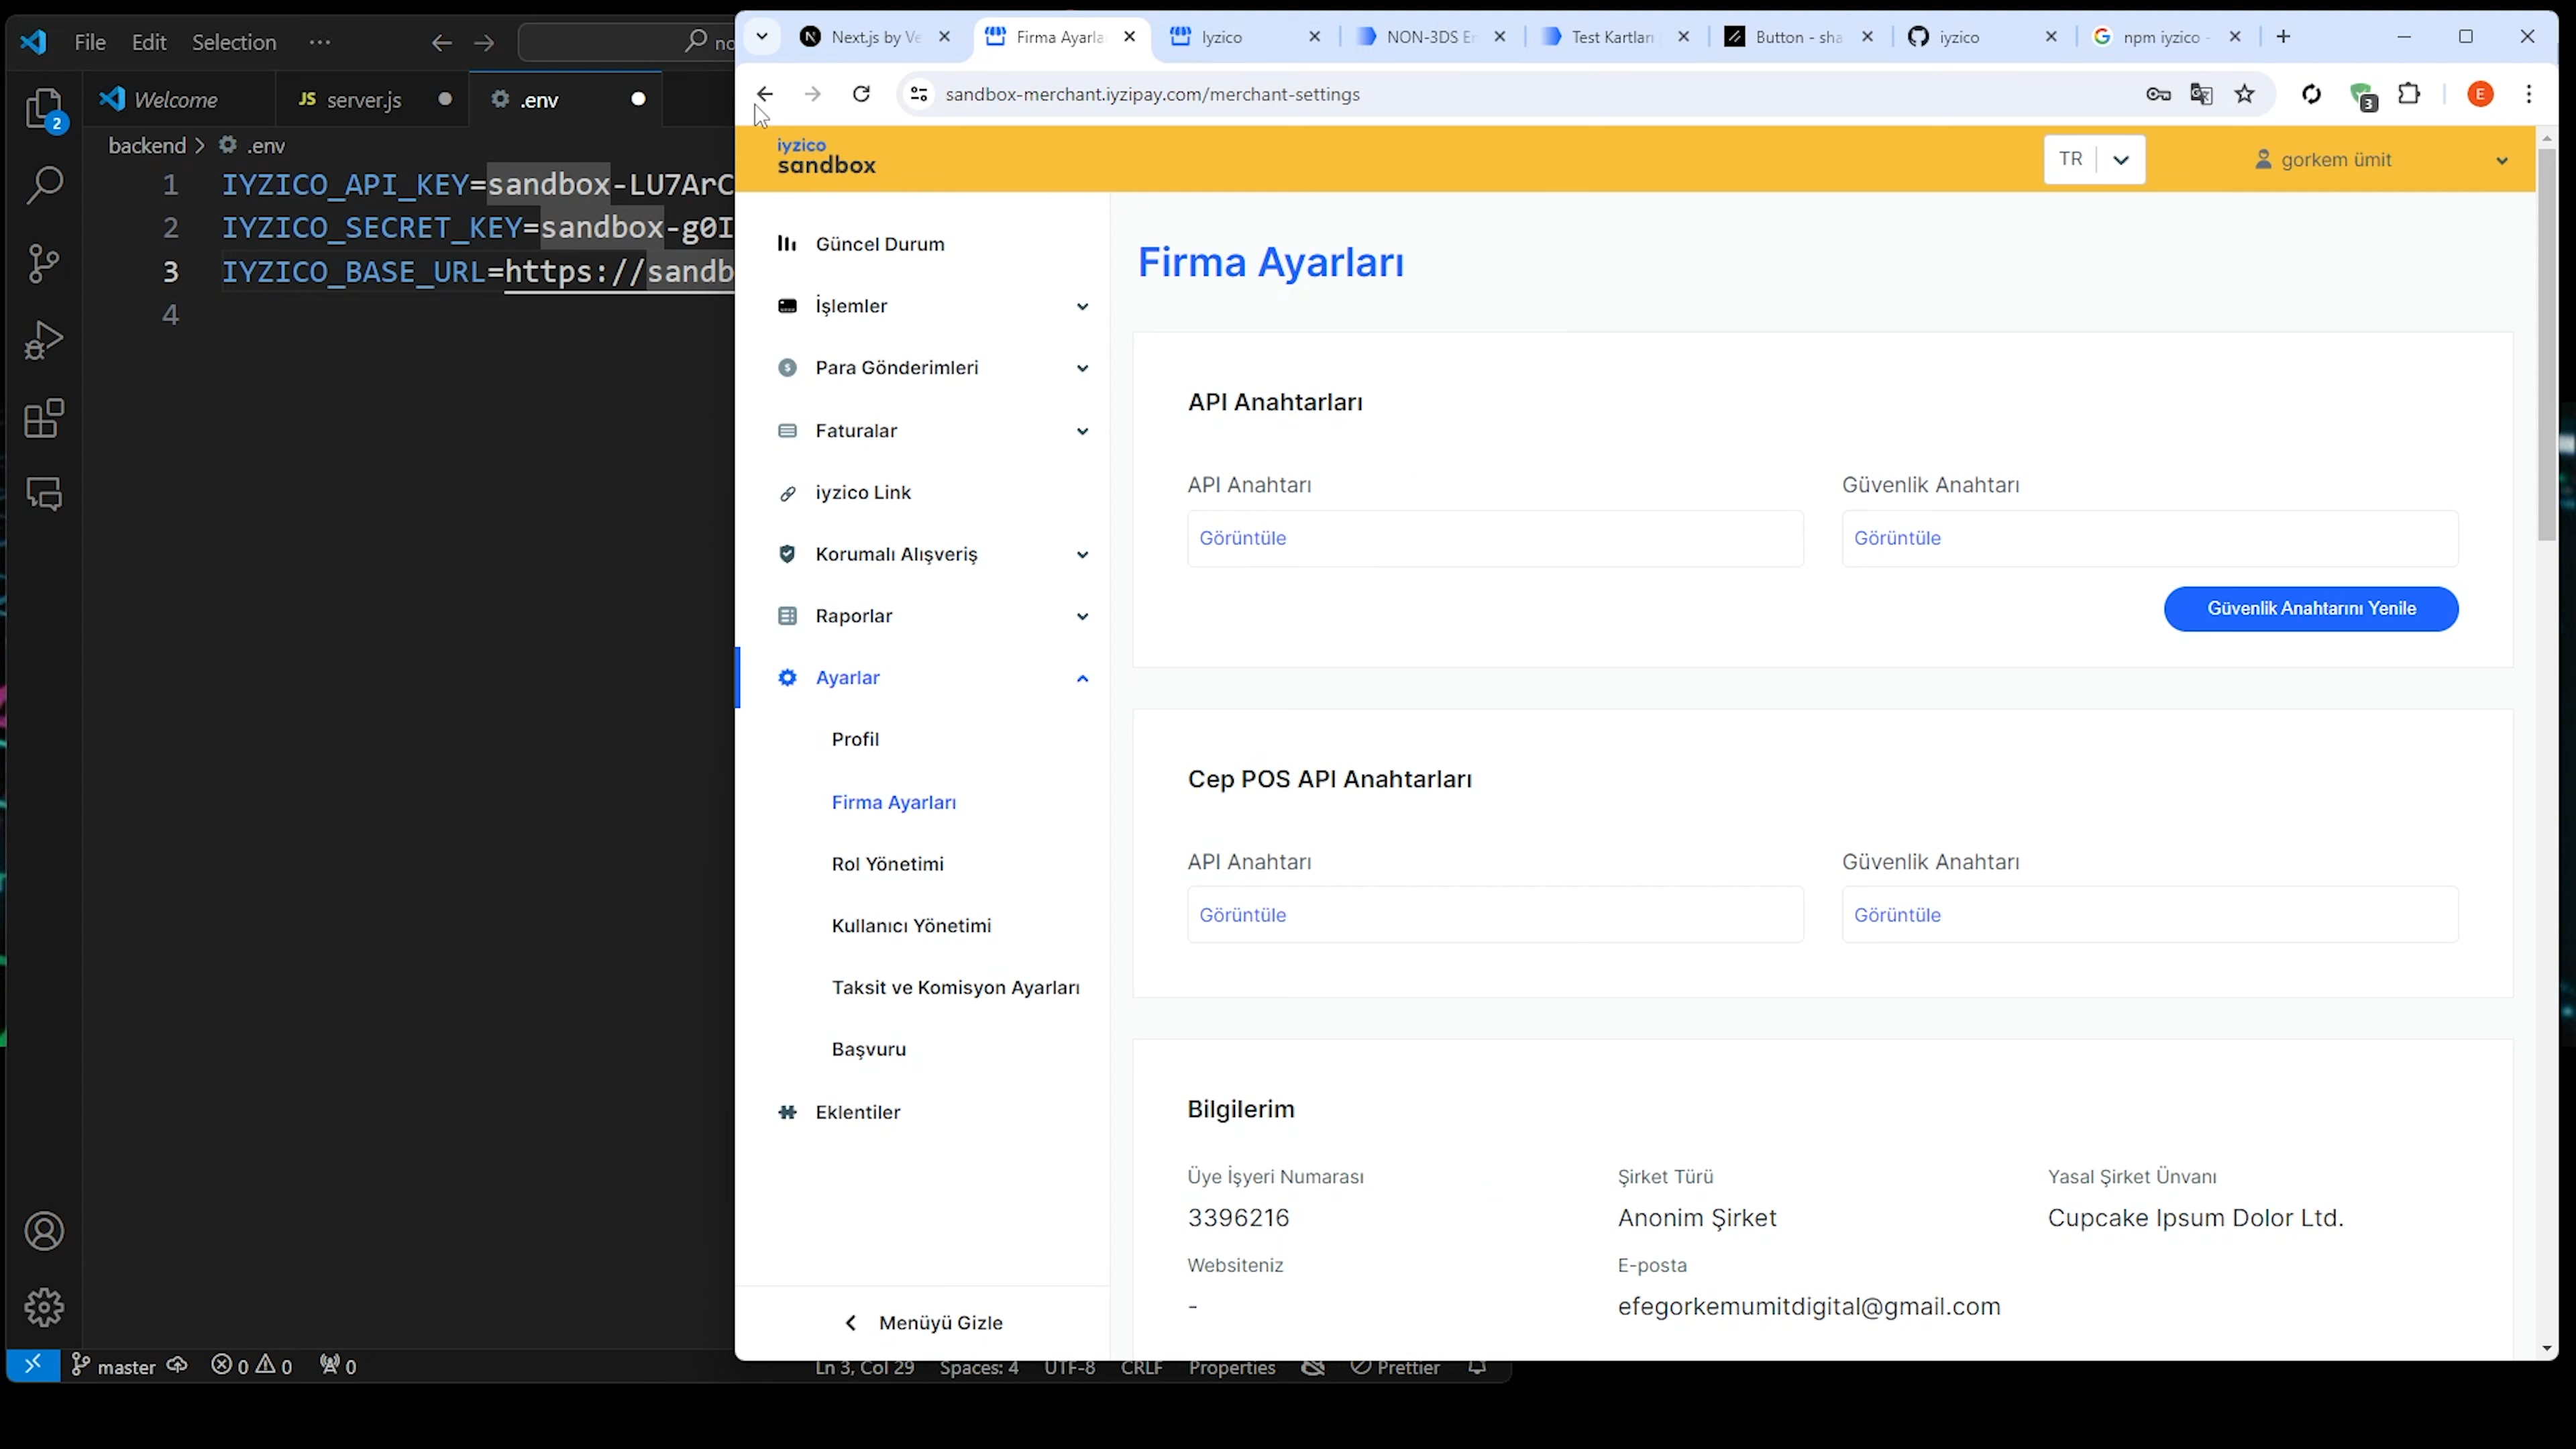 File Edit Selection ···
Welcome
server.js
.env
backend > .env
1 IYZICO_API_KEY=sandbox-LU7ArC
2 IYZICO_SECRET_KEY=sandbox-g0I
3 IYZICO_BASE_URL=https://sandb
4
2
master 0 0 0
Ln 3, Col 29 Spaces: 4 UTF-8 CRLF Properties Prettier
Next.js by Ve
Firma Ayarla
Iyzico
NON-3DS En
Test Kartları
Button - sha
iyzico
npm iyzico -
sandbox-merchant.iyzipay.com/merchant-settings
3
E
iyzico
sandbox
TR
gorkem ümit
Güncel Durum
İşlemler
Para Gönderimleri
Faturalar
iyzico Link
Korumalı Alışveriş
Raporlar
Ayarlar
Profil
Firma Ayarları
Rol Yönetimi
Kullanıcı Yönetimi
Taksit ve Komisyon Ayarları
Başvuru
Eklentiler
Menüyü Gizle
Firma Ayarları
API Anahtarları
API Anahtarı Güvenlik Anahtarı
Görüntüle Görüntüle
Güvenlik Anahtarını Yenile
Cep POS API Anahtarları
API Anahtarı Güvenlik Anahtarı
Görüntüle Görüntüle
Bilgilerim
Üye İşyeri Numarası Şirket Türü Yasal Şirket Ünvanı
3396216 Anonim Şirket Cupcake Ipsum Dolor Ltd.
Websiteniz E-posta
- efegorkemumitdigital@gmail.com